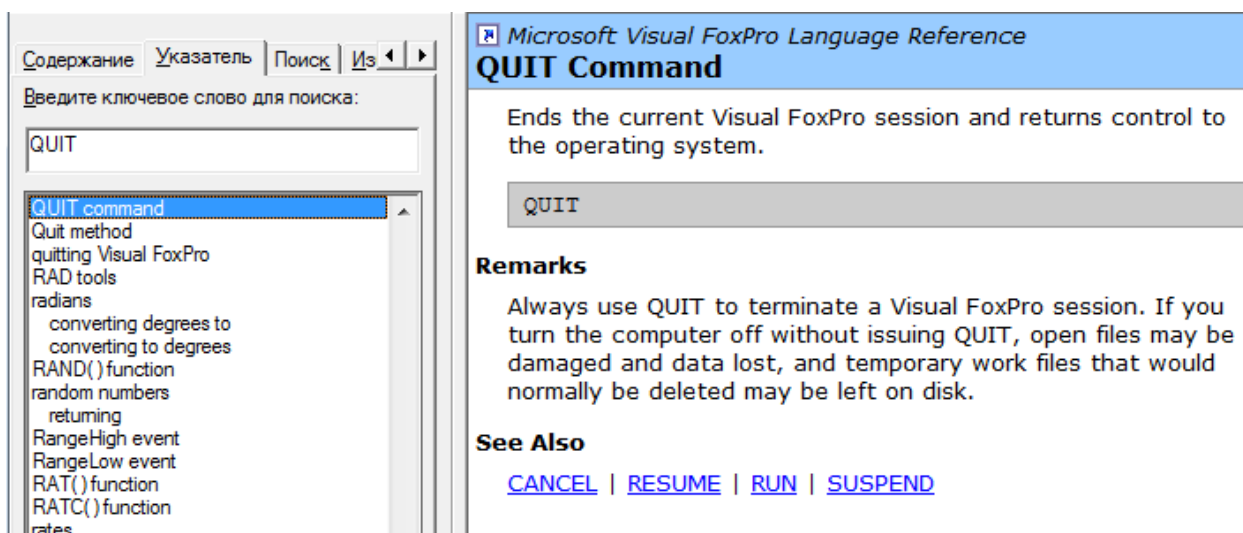 Содержание Указатель Поиск Из
Введите ключевое слово для поиска:
QUIT
QUIT command
Quit method
quitting Visual FoxPro
RAD tools
radians
converting degrees to
converting to degrees
RAND( ) function
random numbers
returning
RangeHigh event
RangeLow event
RAT( ) function
RATC( ) function
rates
Microsoft Visual FoxPro Language Reference
QUIT Command
Ends the current Visual FoxPro session and returns control to
the operating system.
QUIT
Remarks
Always use QUIT to terminate a Visual FoxPro session. If you
turn the computer off without issuing QUIT, open files may be
damaged and data lost, and temporary work files that would
normally be deleted may be left on disk.
See Also
CANCEL | RESUME | RUN | SUSPEND